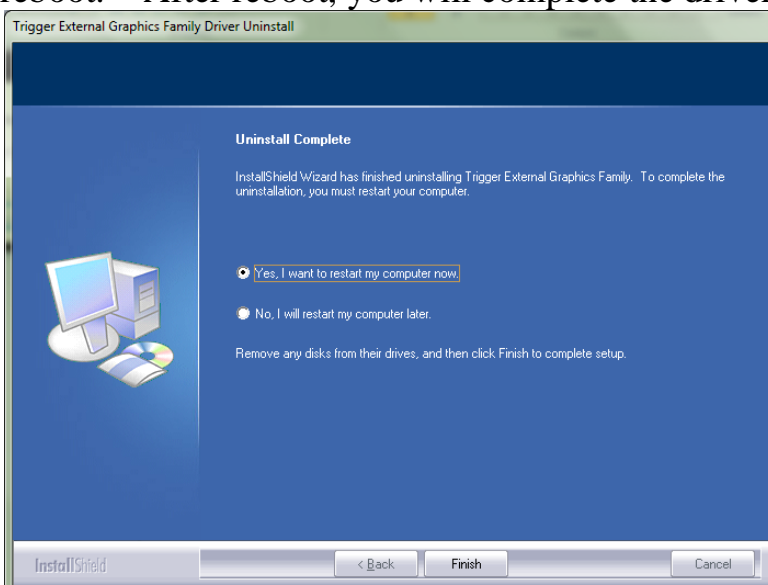 reboot. After reboot, you will complete the driver
Trigger External Graphics Family Driver Uninstall
Uninstall Complete
InstallShield Wizard has finished uninstalling Trigger External Graphics Family. To complete the
uninstallation, you must restart your computer.
Yes, I want to restart my computer now.
No, I will restart my computer later.
Remove any disks from their drives, and then click Finish to complete setup.
InstallShield
< Back
Finish
Cancel